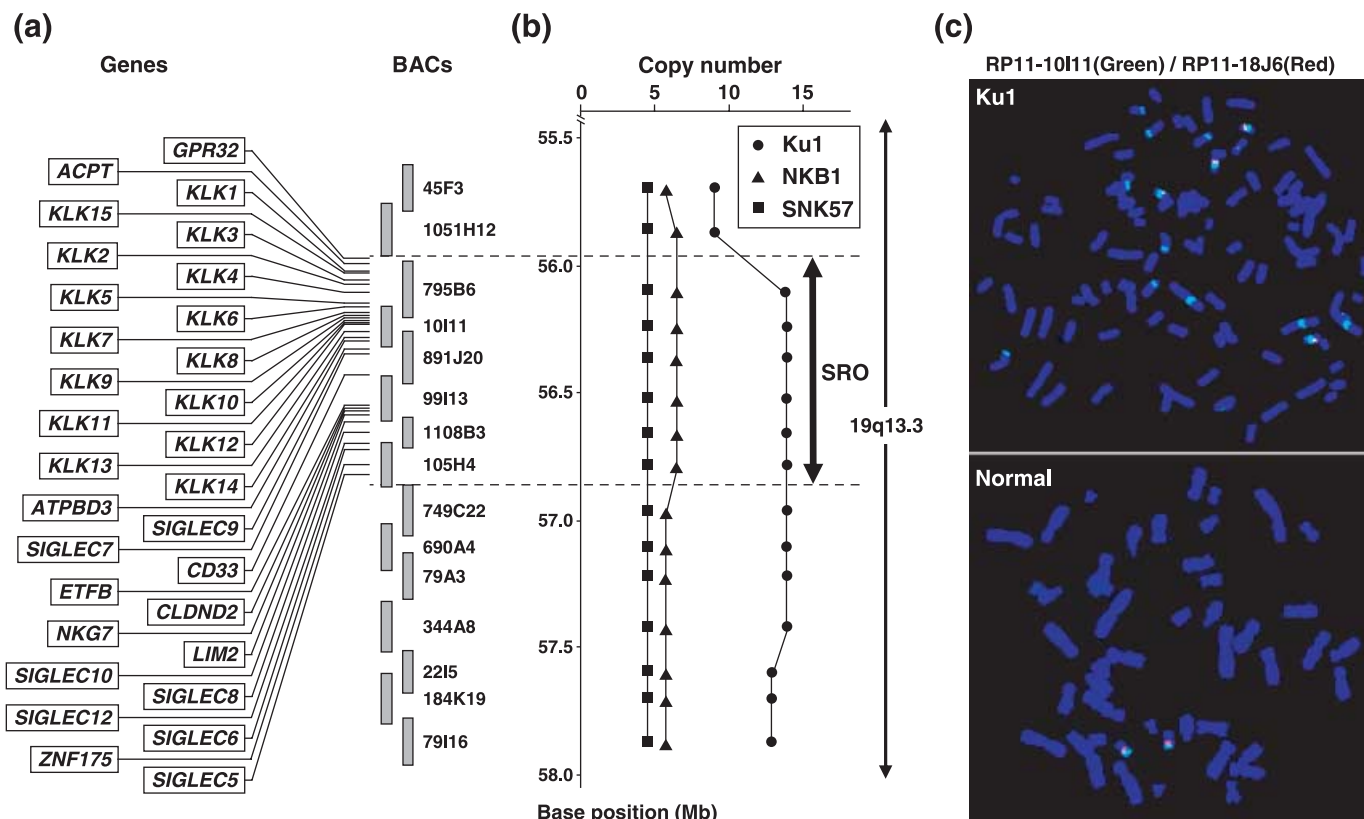 (a)
Genes
BACs
GPR32
ACPT
KLK1
KLK15
KLK3
KLK2
KLK4
KLK5
KLK6
KLK7
KLK8
KLK9
KLK10
KLK11
KLK12
KLK13
KLK14
ATPBD3
SIGLEC9
SIGLEC7
CD33
ETFB
CLDND2
NKG7
LIM2
SIGLEC10
SIGLEC8
SIGLEC12
SIGLEC6
ZNF175
SIGLEC5
45F3
1051H12
795B6
10I11
891J20
99I13
1108B3
105H4
749C22
690A4
79A3
344A8
22I5
184K19
79I16
(b)
Copy number
0 5 10 15
55.5
56.0
56.5
57.0
57.5
58.0
Base position (Mb)
Ku1
NKB1
SNK57
SRO
19q13.3
(c)
RP11-10I11(Green) / RP11-18J6(Red)
Ku1
Normal